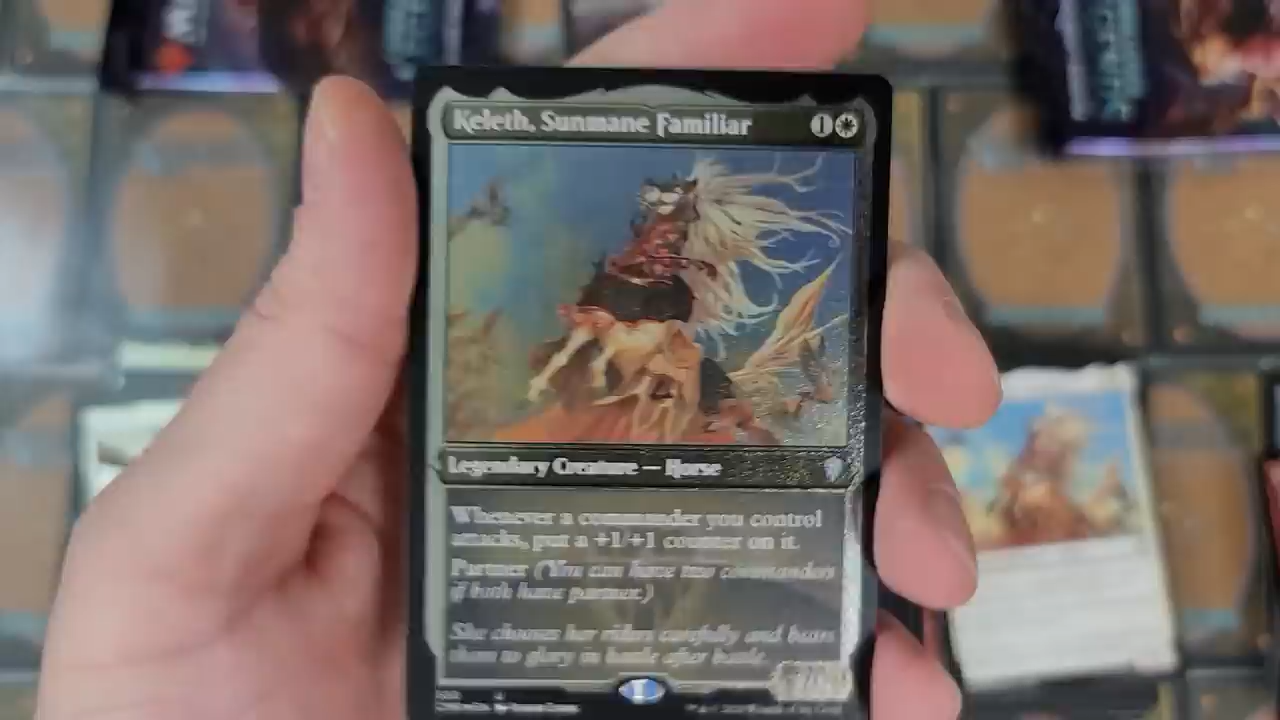 Keleth, Sunmane Familiar 1
Legendary Creature — Horse
Whenever a commander you control
attacks, put a +1/+1 counter on it.
Partner (You can have two commanders
if both have partner.)
She chooses her riders carefully and bears
them to glory in battle after battle.